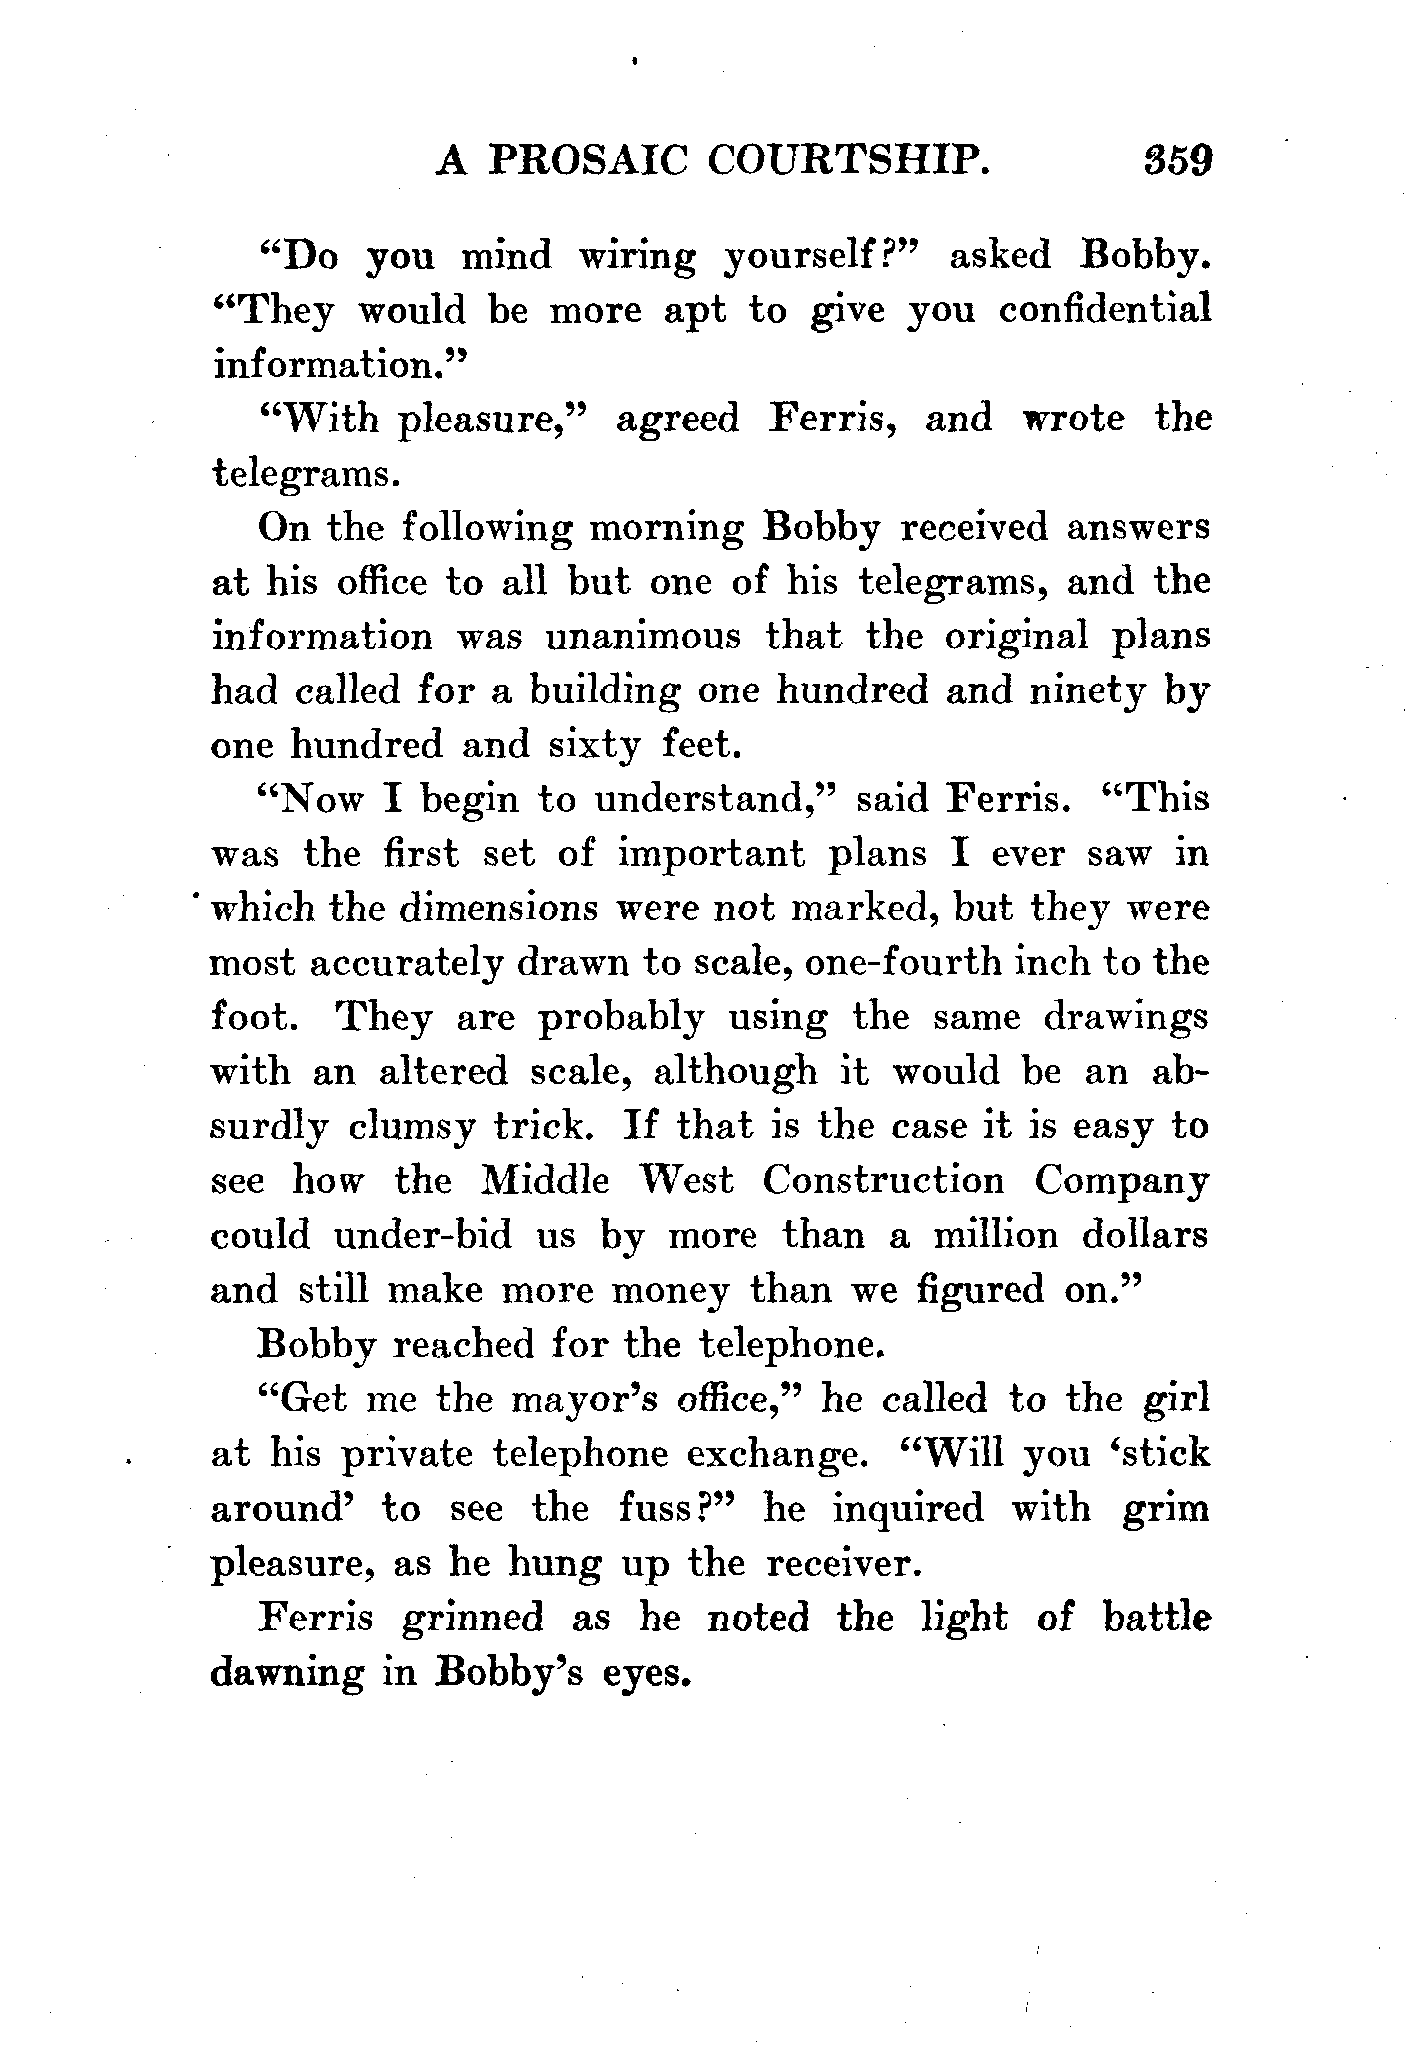 A PROSAIC COURTSHIP. 359
“Do you mind wiring yourself?” asked Bobby.
“They would be more apt to give you confidential
information.”
“With pleasure,” agreed Ferris, and wrote the
telegrams.
On the following morning Bobby received answers
at his office to all but one of his telegrams, and the
information was unanimous that the original plans
had called for a building one hundred and ninety by
one hundred and sixty feet.
“Now I begin to understand,” said Ferris. “This
was the first set of important plans I ever saw in
which the dimensions were not marked, but they were
most accurately drawn to scale, one-fourth inch to the
foot. They are probably using the same drawings
with an altered scale, although it would be an ab-
surdly clumsy trick. If that is the case it is easy to
see how the Middle West Construction Company
could under-bid us by more than a million dollars
and still make more money than we figured on.”
Bobby reached for the telephone.
“Get me the mayor’s office,” he called to the girl
at his private telephone exchange. “Will you ‘stick
around’ to see the fuss?” he inquired with grim
pleasure, as he hung up the receiver.
Ferris grinned as he noted the light of battle
dawning in Bobby’s eyes.